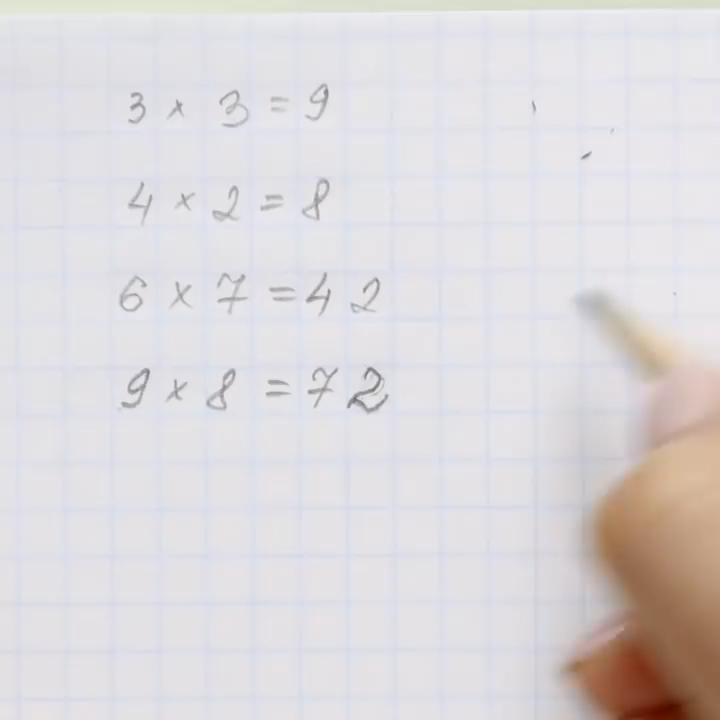 3 × 3 = 9
4 × 2 = 8
6 × 7 = 42
9 × 8 = 72